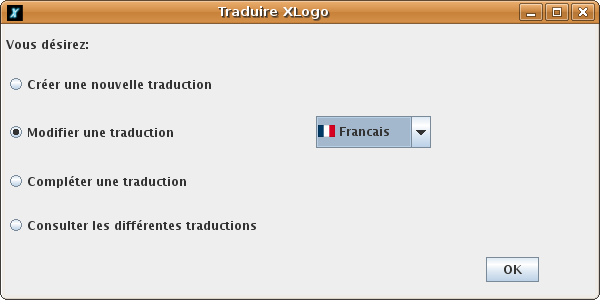 Traduire XLogo
Vous désirez:
Créer une nouvelle traduction
Modifier une traduction
Francais
Compléter une traduction
Consulter les différentes traductions
OK